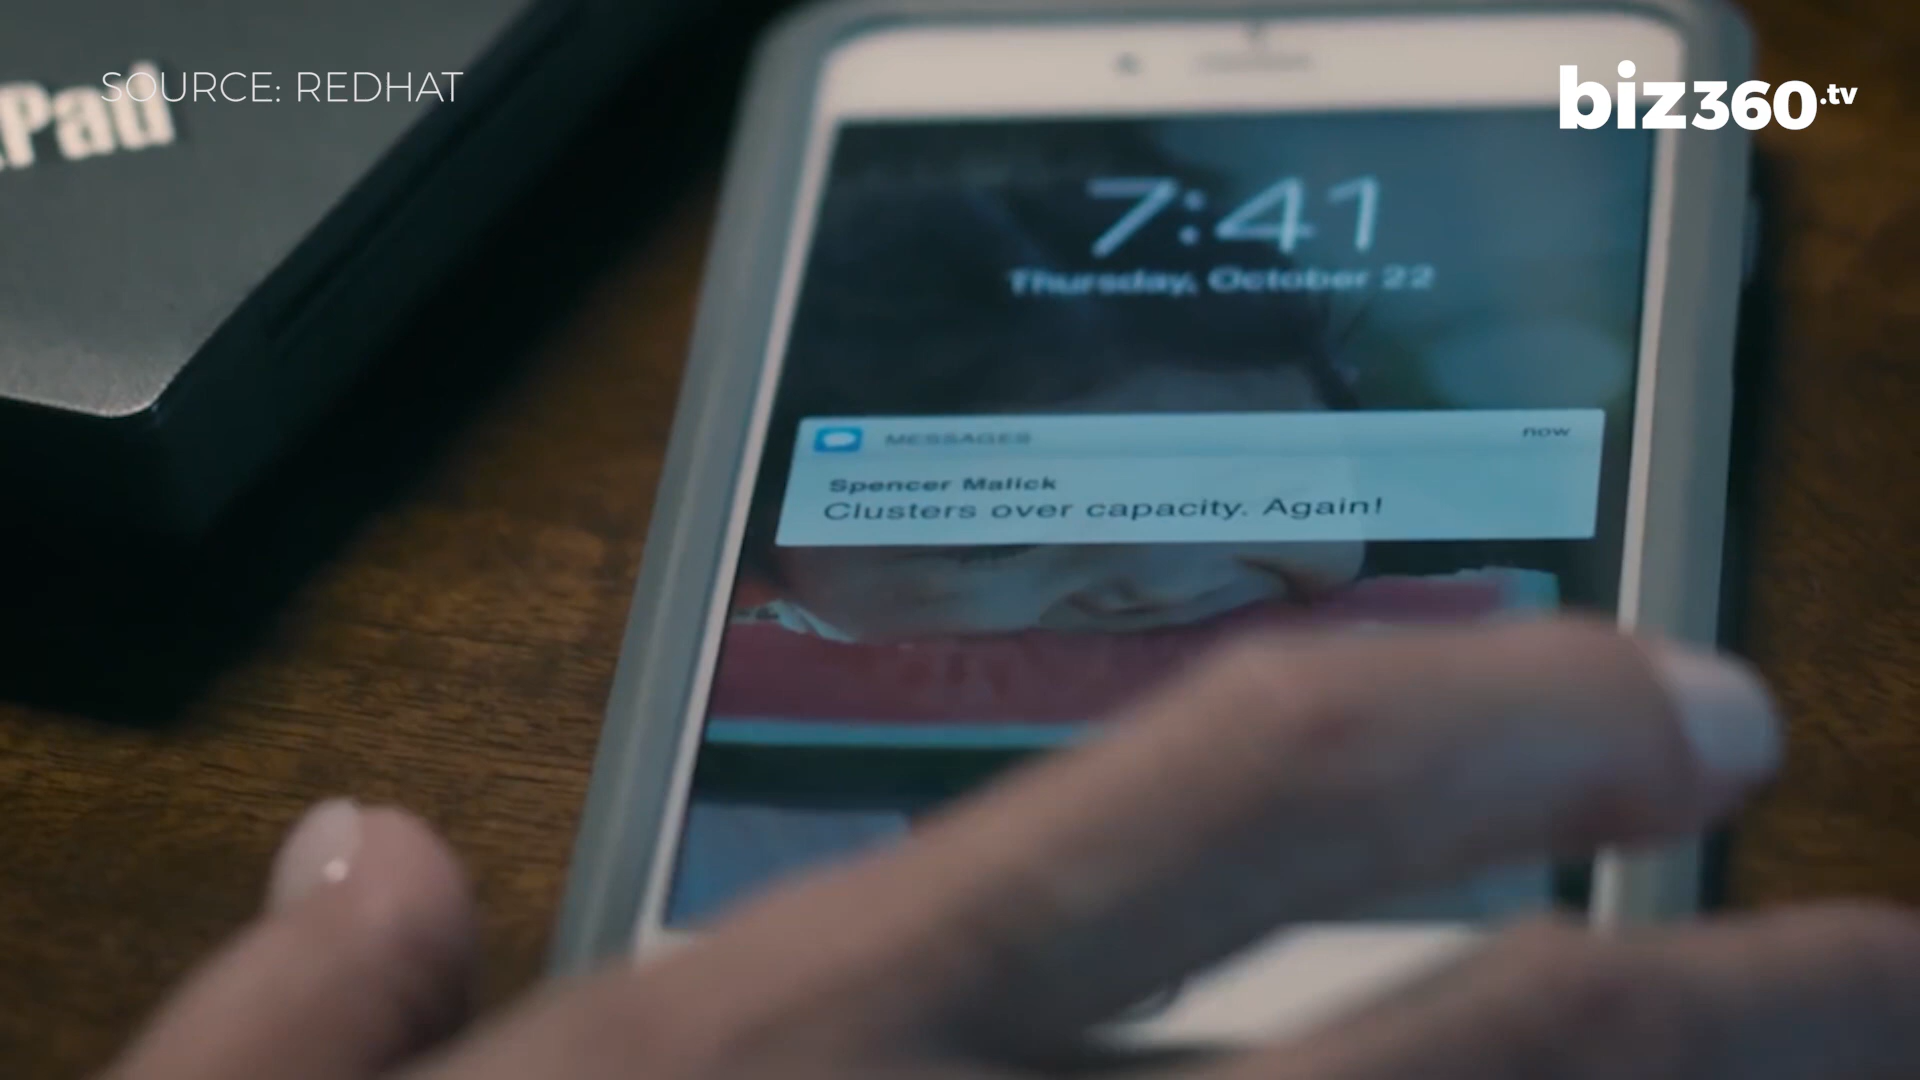 SOURCE: REDHAT
biz360.tv
Pad
7:41
Thursday, October 22
MESSAGES
now
Spencer Malick
Clusters over capacity. Again!